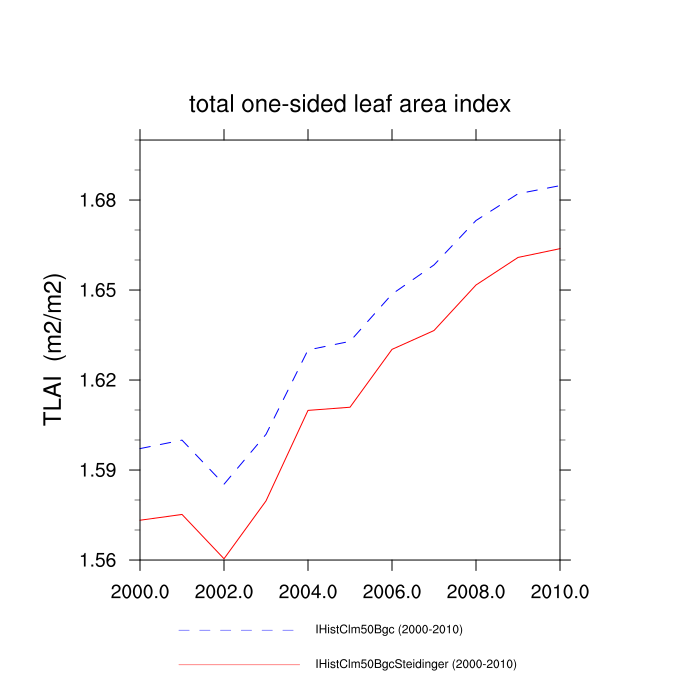 total one-sided leaf area index
TLAI (m2/m2)
1.68
1.65
1.62
1.59
1.56
2000.0 2002.0 2004.0 2006.0 2008.0 2010.0
IHistClm50Bgc (2000-2010)
IHistClm50BgcSteidinger (2000-2010)